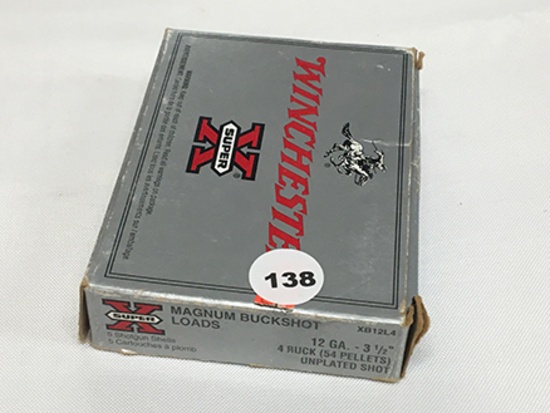 WINCHESTE
®
X
SUPER
®
138
X
SUPER
MAGNUM BUCKSHOT
LOADS
XB12L4
5 Shotgun Shells
5 Cartouches à plomb
12 GA. - 3 ½"
4 BUCK (54 PELLETS)
UNPLATED SHOT